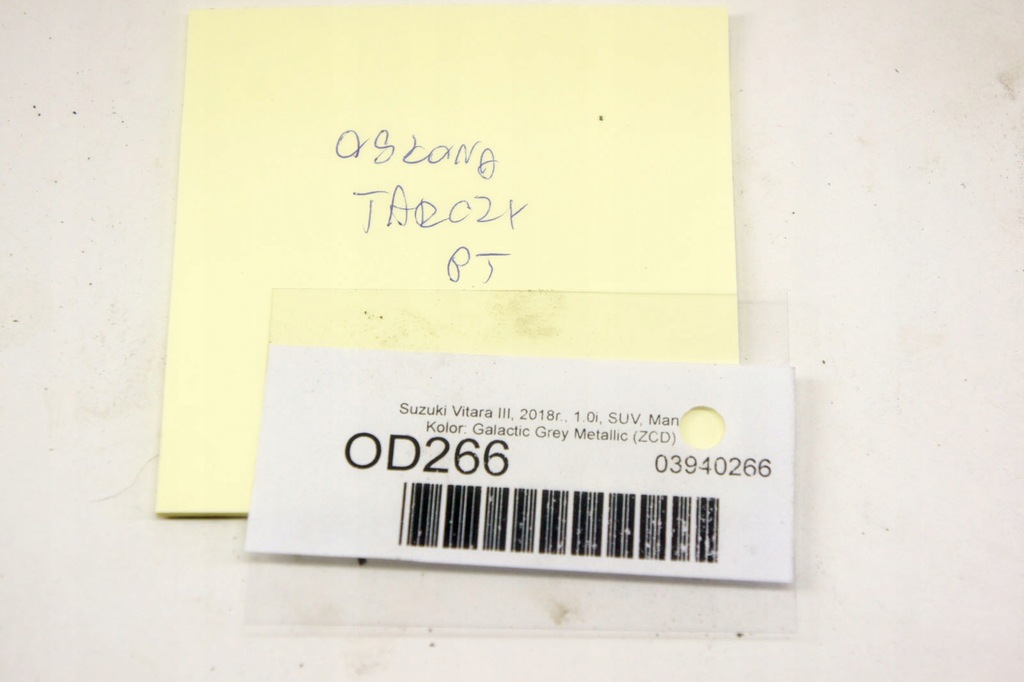 OSŁONA
TARCZY
PT
Suzuki Vitara III, 2018r., 1.0i, SUV, Man
Kolor: Galactic Grey Metallic (ZCD)
OD266
03940266